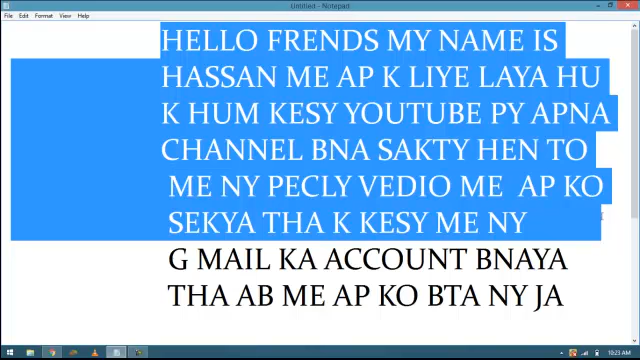 Untitled - Notepad
File Edit Format View Help
HELLO FRENDS MY NAME IS
HASSAN ME AP K LIYE LAYA HU
K HUM KESY YOUTUBE PY APNA
CHANNEL BNA SAKTY HEN TO
ME NY PECLY VEDIO ME AP KO
SEKYA THA K KESY ME NY
G MAIL KA ACCOUNT BNAYA
THA AB ME AP KO BTA NY JA
10:23 AM